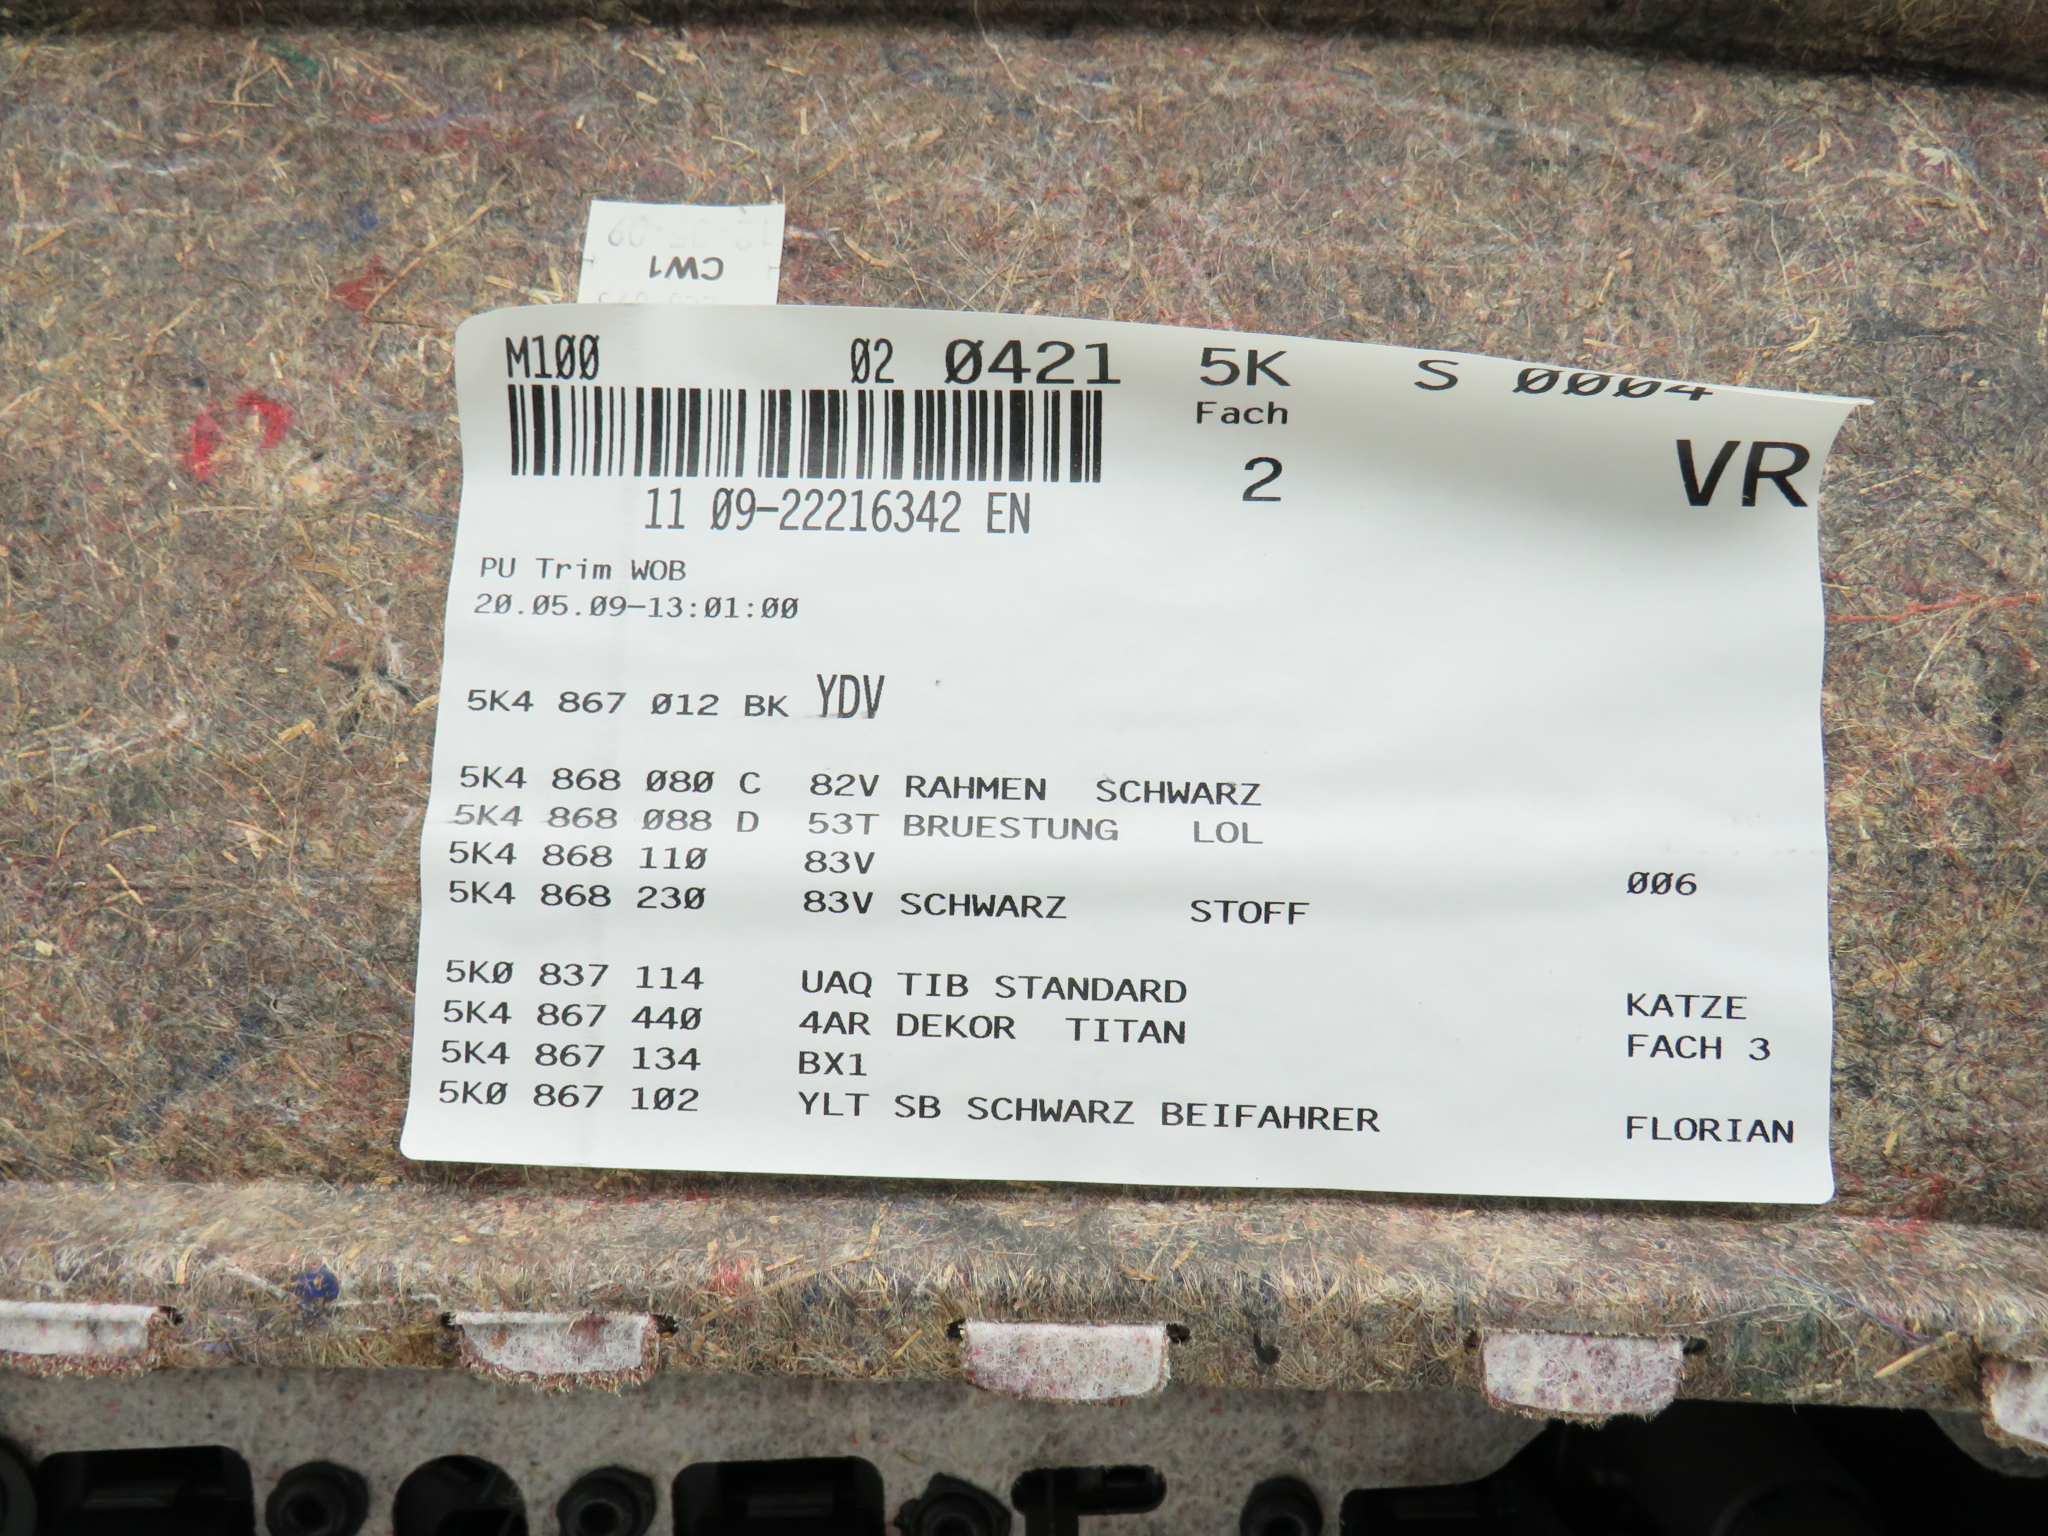 12.05.09
CW1
M100 02 0421 5K S 0004
Fach
VR
2
11 09-22216342 EN
PU Trim WOB
20.05.09-13:01:00
5K4 867 012 BK YDV
5K4 868 080 C 82V RAHMEN SCHWARZ
5K4 868 088 D 53T BRUESTUNG LOL
5K4 868 110 83V 006
5K4 868 230 83V SCHWARZ STOFF
5K0 837 114 UAQ TIB STANDARD KATZE
5K4 867 440 4AR DEKOR TITAN FACH 3
5K4 867 134 BX1
5K0 867 102 YLT SB SCHWARZ BEIFAHRER FLORIAN